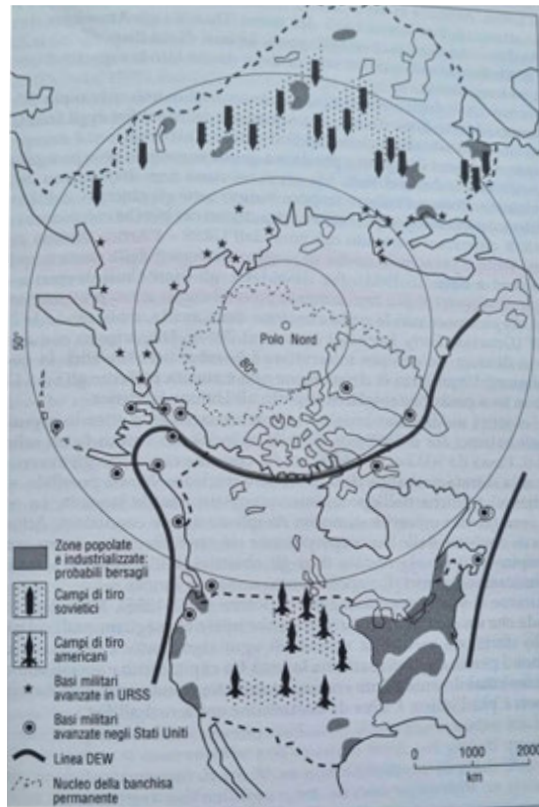 50°
Polo Nord
80°
Zone popolate
e industrializzate:
probabili bersagli
Campi di tiro
sovietici
Campi di tiro
americani
Basi militari
avanzate in URSS
Basi militari
avanzate negli Stati Uniti
Linea DEW
Nucleo della banchisa
permanente
0 1000 2000
km